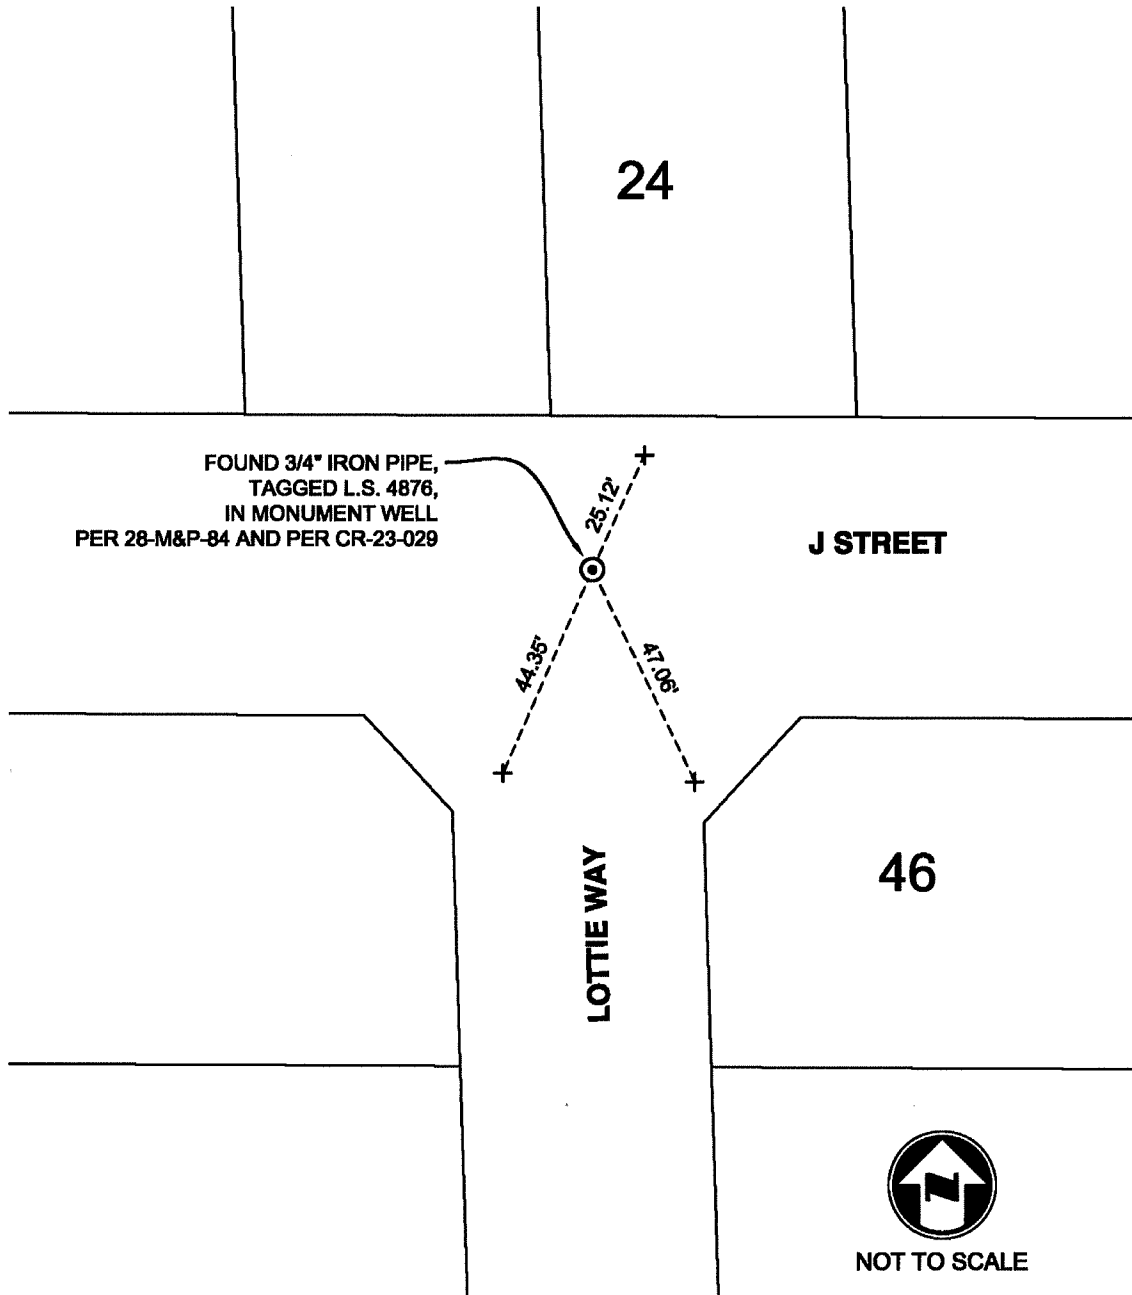 24
FOUND 3/4" IRON PIPE,
TAGGED L.S. 4876,
IN MONUMENT WELL
PER 28-M&P-84 AND PER CR-23-029
25.12'
J STREET
44.35'
47.06'
LOTTIE WAY
46
N
NOT TO SCALE